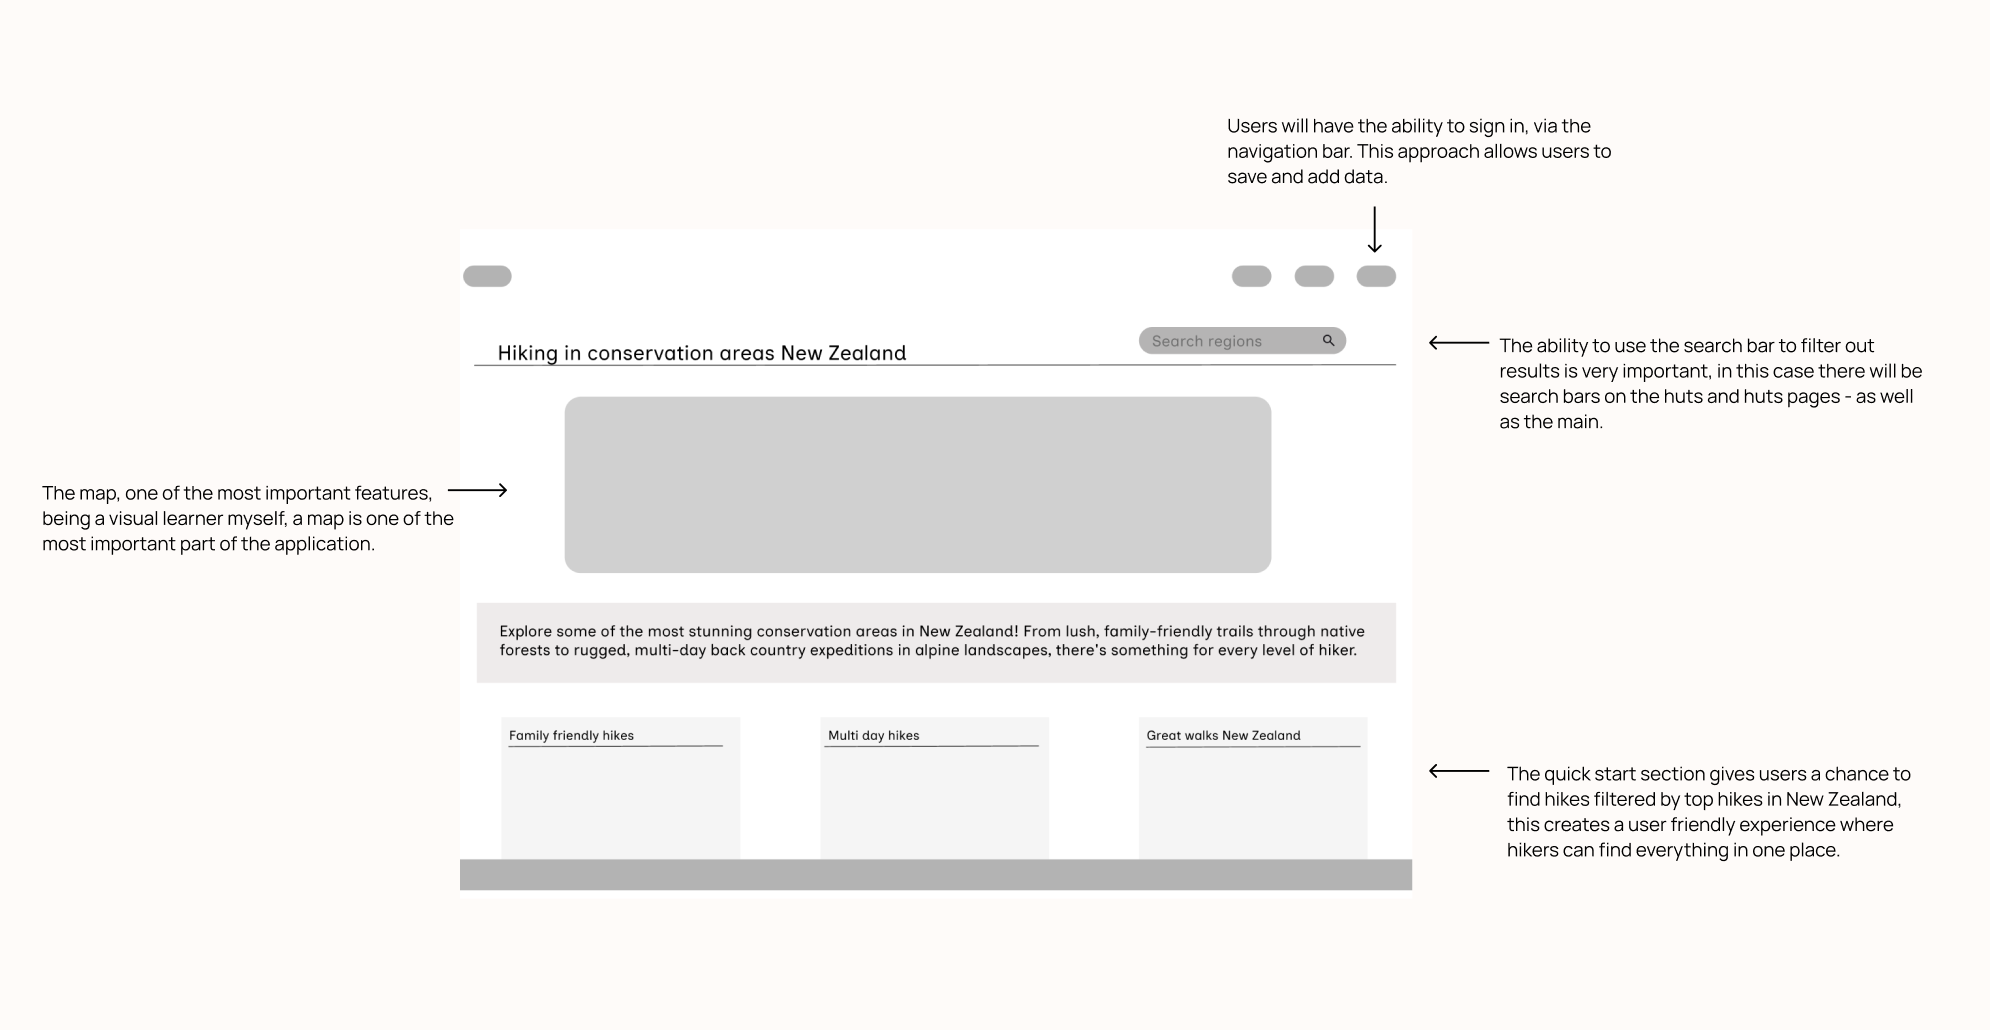 Users will have the ability to sign in, via the
navigation bar. This approach allows users to
save and add data.
Hiking in conservation areas New Zealand
Search regions
The ability to use the search bar to filter out
results is very important, in this case there will be
search bars on the huts and huts pages - as well
as the main.
The map, one of the most important features,
being a visual learner myself, a map is one of the
most important part of the application.
Explore some of the most stunning conservation areas in New Zealand! From lush, family-friendly trails through native
forests to rugged, multi-day back country expeditions in alpine landscapes, there's something for every level of hiker.
Family friendly hikes
Multi day hikes
Great walks New Zealand
The quick start section gives users a chance to
find hikes filtered by top hikes in New Zealand,
this creates a user friendly experience where
hikers can find everything in one place.